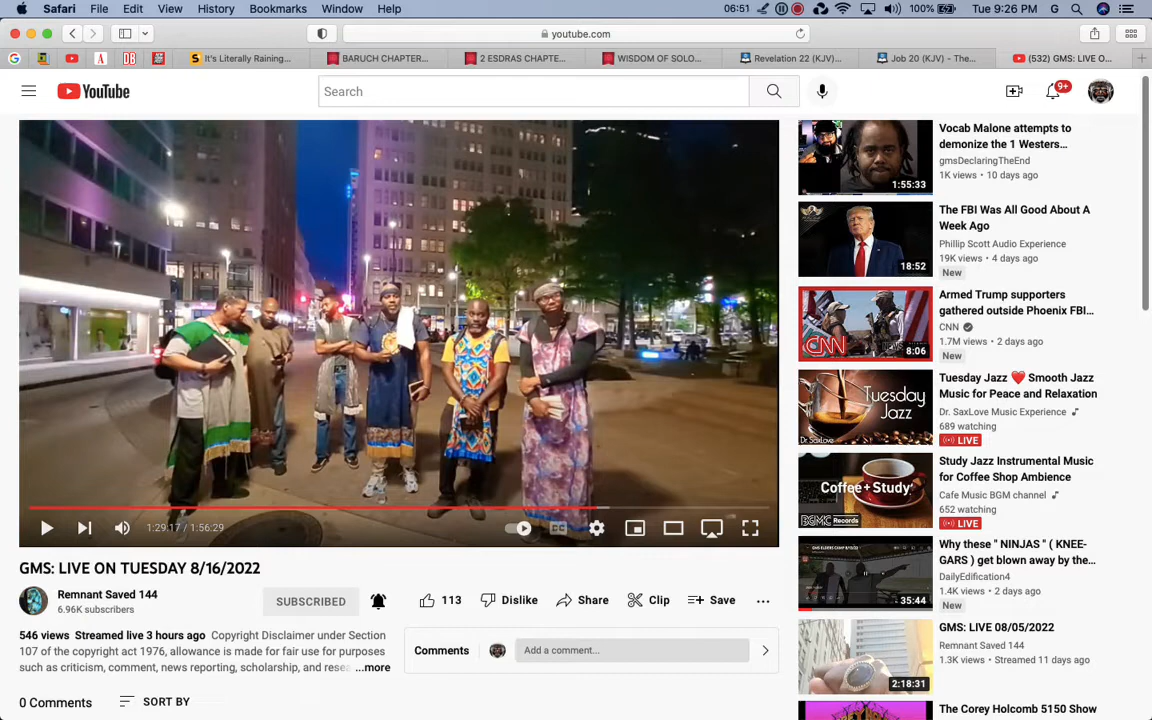 Safari File Edit View History Bookmarks Window Help 06:51 100% Tue 9:26 PM G
youtube.com
It's Literally Raining... BARUCH CHAPTER... 2 ESDRAS CHAPTE... WISDOM OF SOLO... Revelation 22 (KJV)... Job 20 (KJV) - The... (532) GMS: LIVE O...
YouTube
Search
9+
Vocab Malone attempts to
demonize the 1 Westers...
gmsDeclaringTheEnd
1K views • 10 days ago
1:55:33
The FBI Was All Good About A
Week Ago
Phillip Scott Audio Experience
19K views • 4 days ago
New
18:52
Armed Trump supporters
gathered outside Phoenix FBI...
CNN
1.7M views • 2 days ago
New
CNN
8:06
Tuesday Jazz ❤️ Smooth Jazz
Music for Peace and Relaxation
Dr. SaxLove Music Experience
689 watching
LIVE
Tuesday
Jazz
Dr.SaxLove
Study Jazz Instrumental Music
for Coffee Shop Ambience
Cafe Music BGM channel
652 watching
LIVE
Coffee+Study
BGMC Records
Why these " NINJAS " ( KNEE-
GARS ) get blown away by the...
DailyEdification4
1.4K views • 2 days ago
New
35:44
GMS: LIVE 08/05/2022
Remnant Saved 144
1.3K views • Streamed 11 days ago
2:18:31
The Corey Holcomb 5150 Show
1:29:17 / 1:56:29
CC
GMS: LIVE ON TUESDAY 8/16/2022
Remnant Saved 144
6.96K subscribers
SUBSCRIBED
113 Dislike Share Clip Save
546 views Streamed live 3 hours ago Copyright Disclaimer under Section
107 of the copyright act 1976, allowance is made for fair use for purposes
such as criticism, comment, news reporting, scholarship, and resea ...more
Comments Add a comment...
0 Comments SORT BY